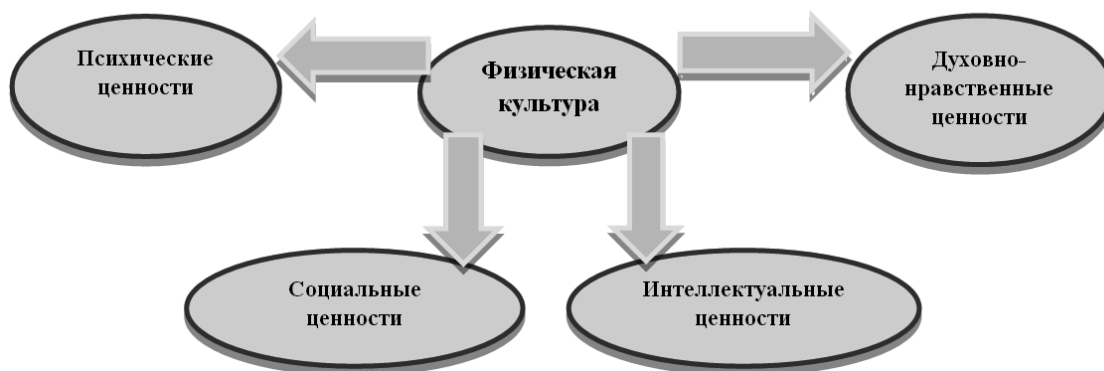 Психические
ценности
Физическая
культура
Духовно-
нравственные
ценности
Социальные
ценности
Интеллектуальные
ценности